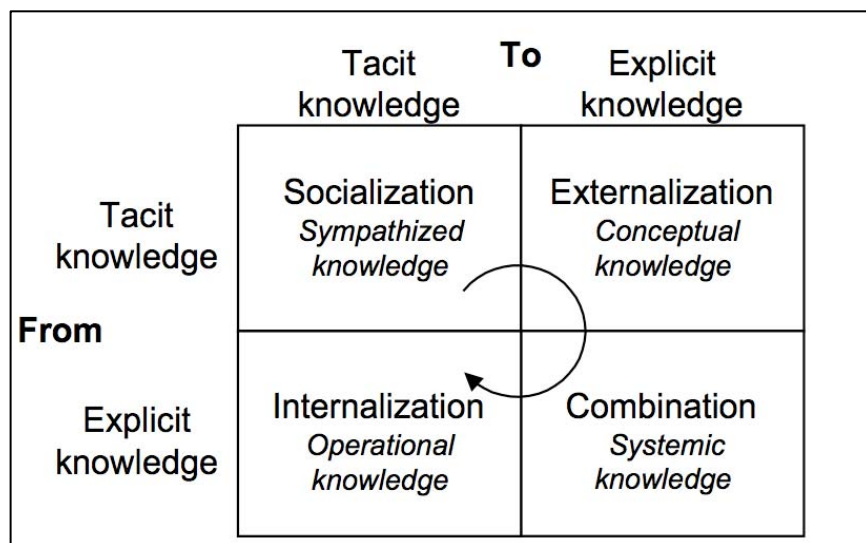 To
Tacit
knowledge
Explicit
knowledge
Tacit
knowledge
Socialization
Sympathized
knowledge
Externalization
Conceptual
knowledge
From
Explicit
knowledge
Internalization
Operational
knowledge
Combination
Systemic
knowledge